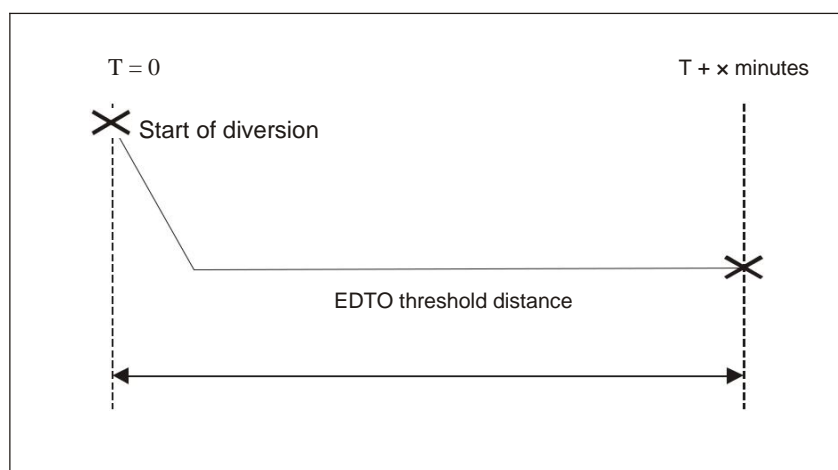 T = 0
T + × minutes
Start of diversion
EDTO threshold distance